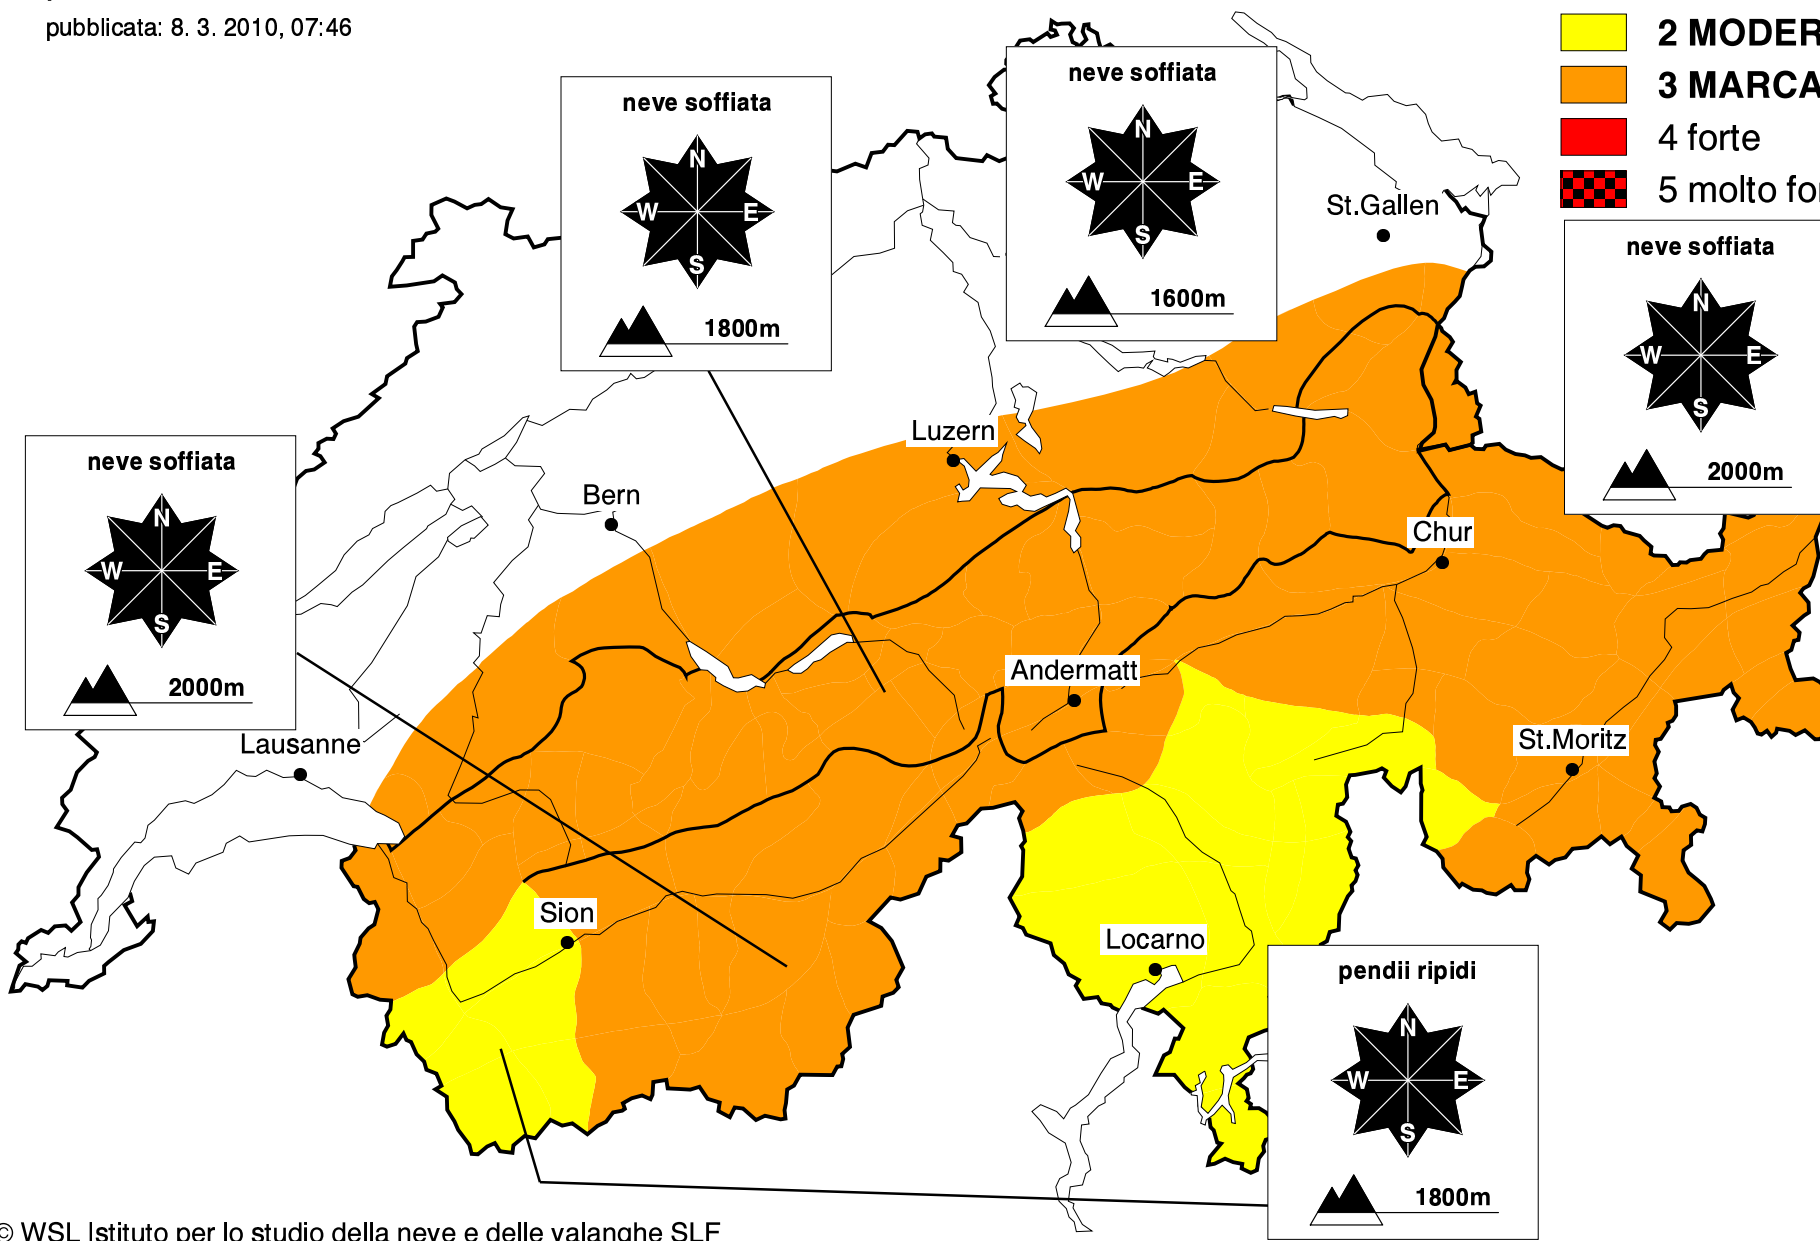 pubblicata: 8. 3. 2010, 07:46
2 MODER
3 MARCA
4 forte
5 molto for
neve soffiata
N
W E
S
1800m
neve soffiata
N
W E
S
1600m
neve soffiata
N
W E
S
2000m
neve soffiata
N
W E
S
2000m
St.Gallen
Luzern
Bern
Chur
Andermatt
Lausanne
St.Moritz
Sion
Locarno
pendii ripidi
N
W E
S
1800m
© WSL Istituto per lo studio della neve e delle valanghe SLF